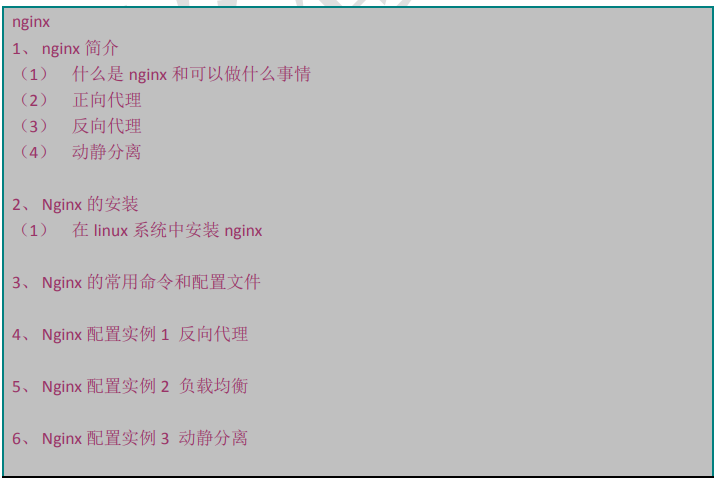 nginx
1、 nginx 简介
（1） 什么是 nginx 和可以做什么事情
（2） 正向代理
（3） 反向代理
（4） 动静分离
2、 Nginx 的安装
（1） 在 linux 系统中安装 nginx
3、 Nginx 的常用命令和配置文件
4、 Nginx 配置实例 1 反向代理
5、 Nginx 配置实例 2 负载均衡
6、 Nginx 配置实例 3 动静分离